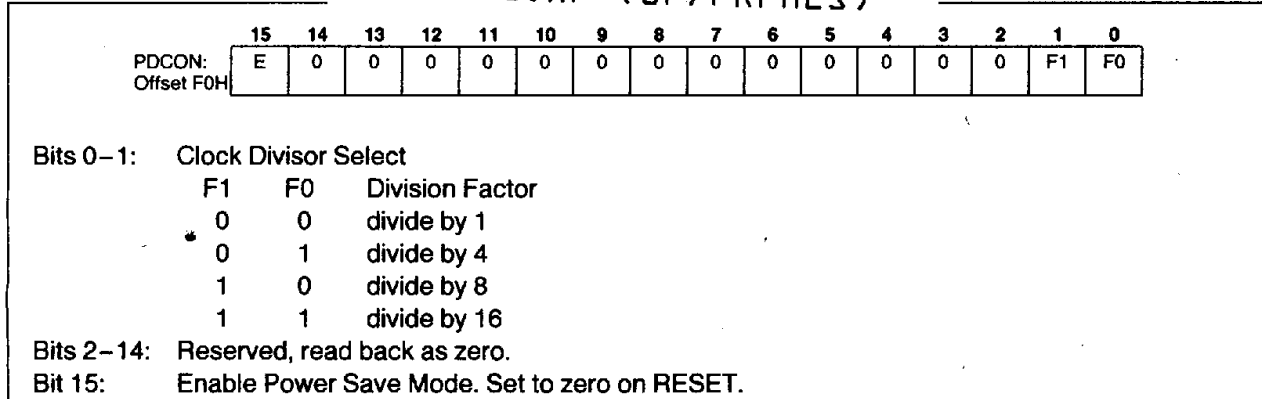 15 14 13 12 11 10 9 8 7 6 5 4 3 2 1 0
PDCON: E 0 0 0 0 0 0 0 0 0 0 0 0 0 F1 F0
Offset F0H
Bits 0–1: Clock Divisor Select
F1 F0 Division Factor
0 0 divide by 1
0 1 divide by 4
1 0 divide by 8
1 1 divide by 16
Bits 2–14: Reserved, read back as zero.
Bit 15: Enable Power Save Mode. Set to zero on RESET.